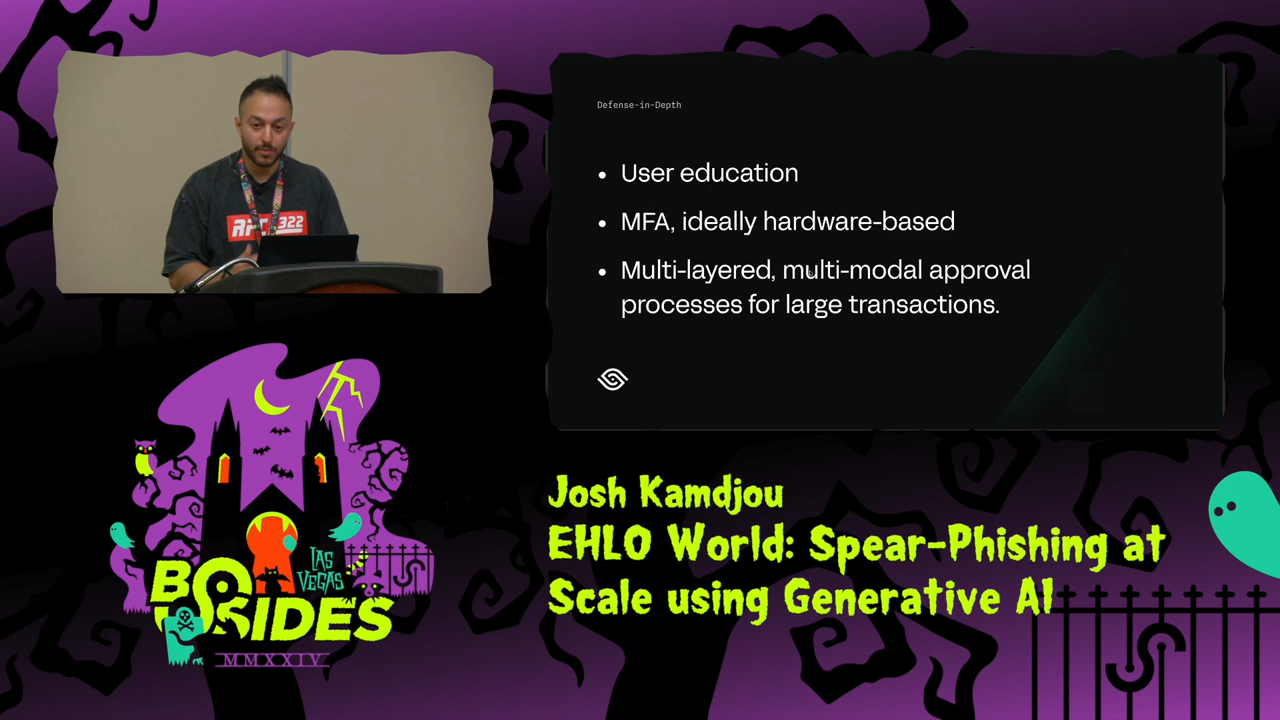 Defense-in-Depth
• User education
• MFA, ideally hardware-based
• Multi-layered, multi-modal approval
processes for large transactions.
Josh Kamdjou
EHLO World: Spear-Phishing at
Scale using Generative AI
LAS
VEGAS
BSIDES
MMXXIV
322